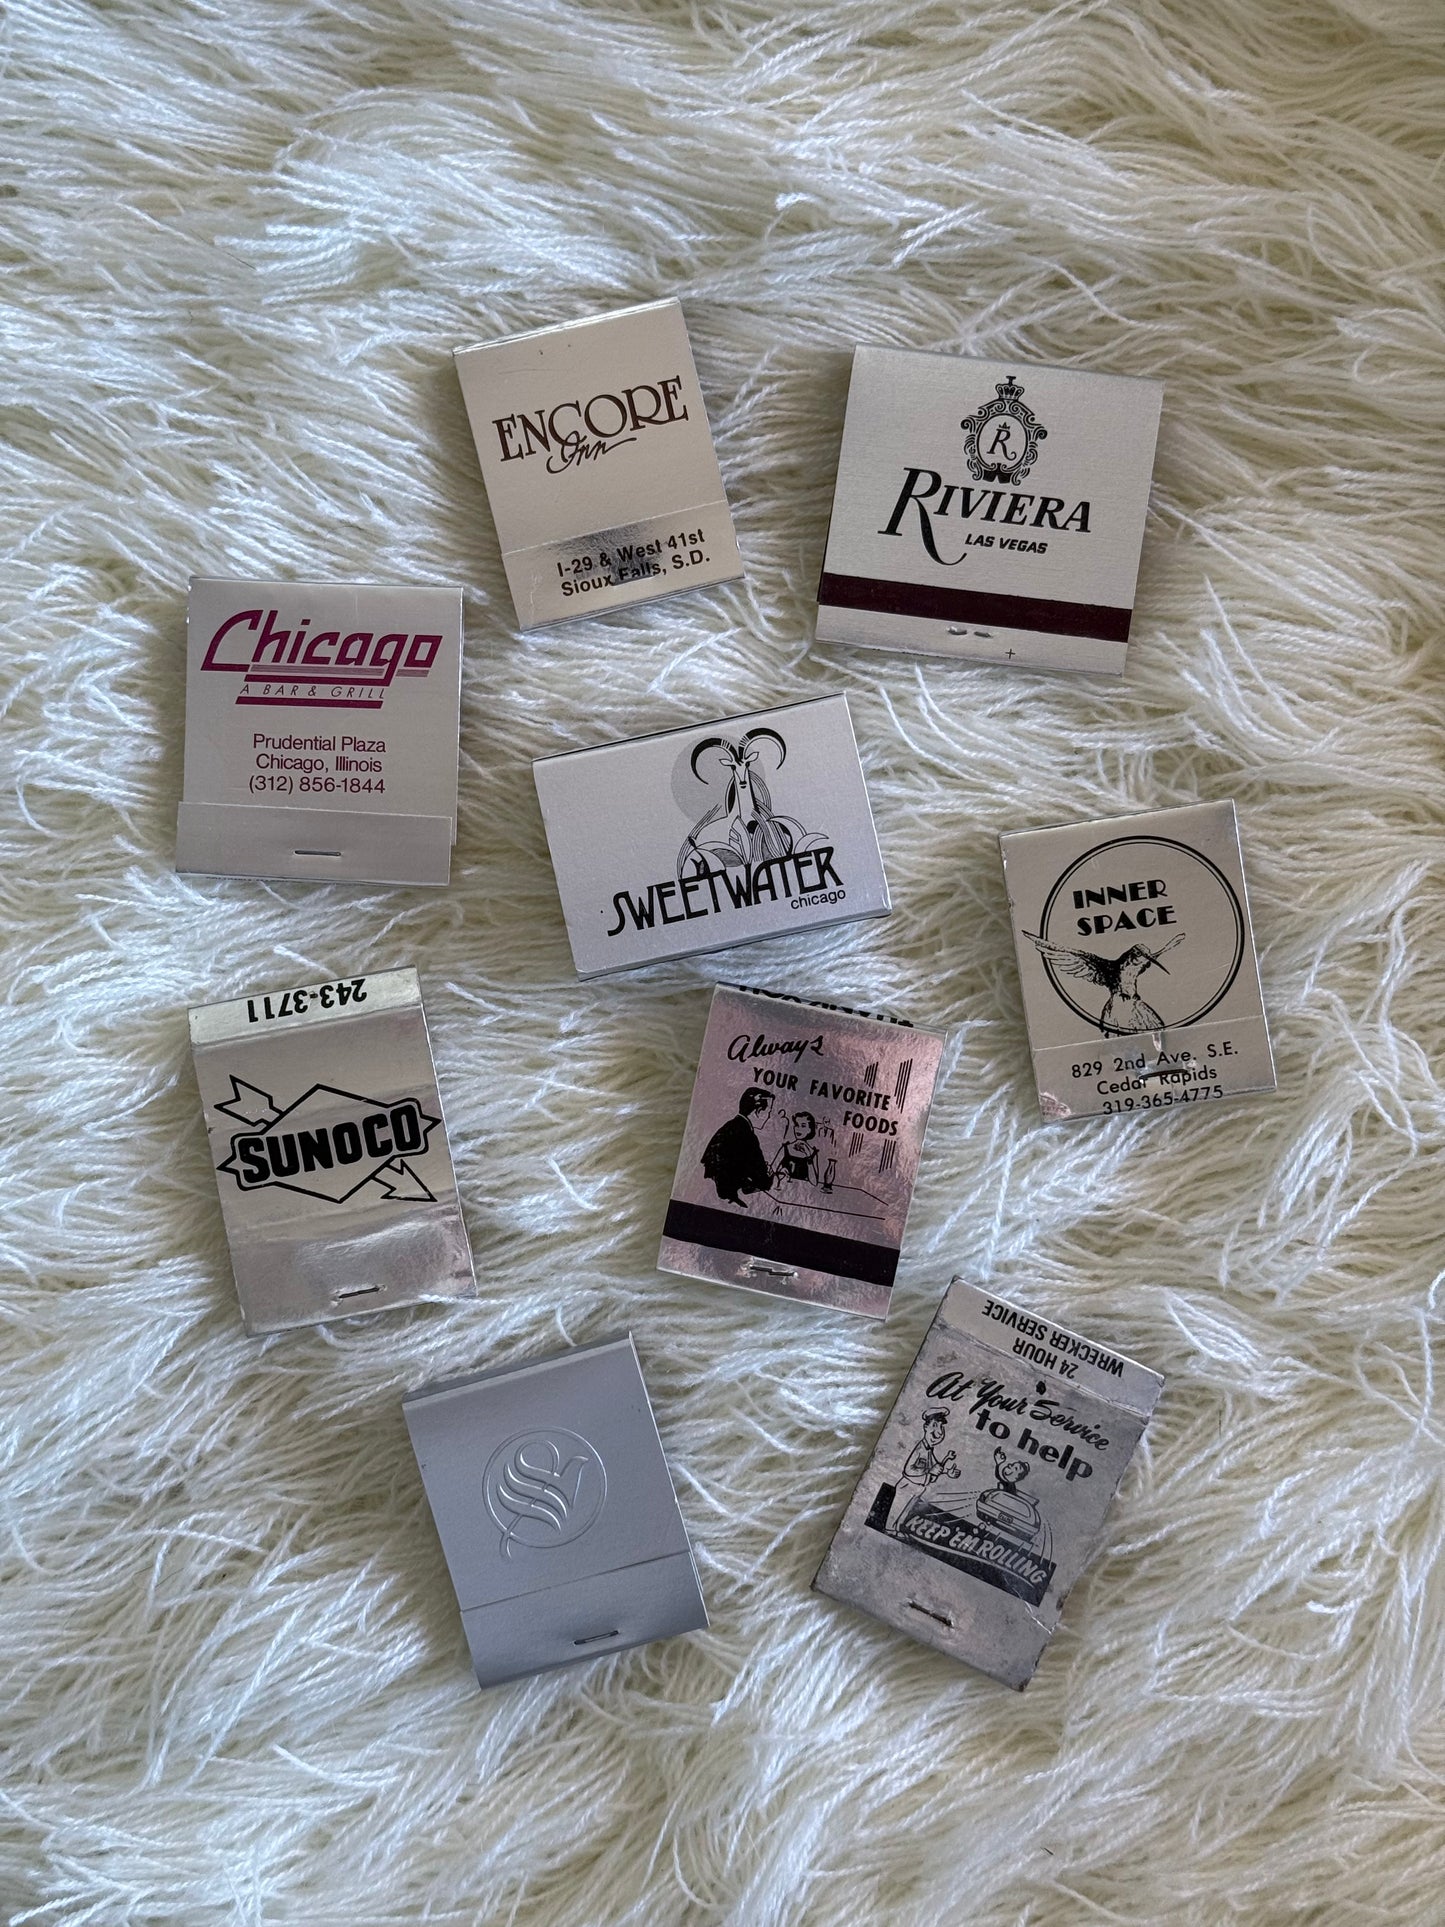 ENCORE
Inn
I-29 & West 41st
Sioux Falls, S.D.
R
RIVIERA
LAS VEGAS
Chicago
A BAR & GRILL
Prudential Plaza
Chicago, Illinois
(312) 856-1844
SWEETWATER
chicago
INNER
SPACE
829 2nd Ave. S.E.
Cedar Rapids
319-365-4775
243-3711
SUNOCO
Always
YOUR FAVORITE
FOODS
24 HOUR
WRECKER SERVICE
At Your Service
to help
KEEP 'EM ROLLING